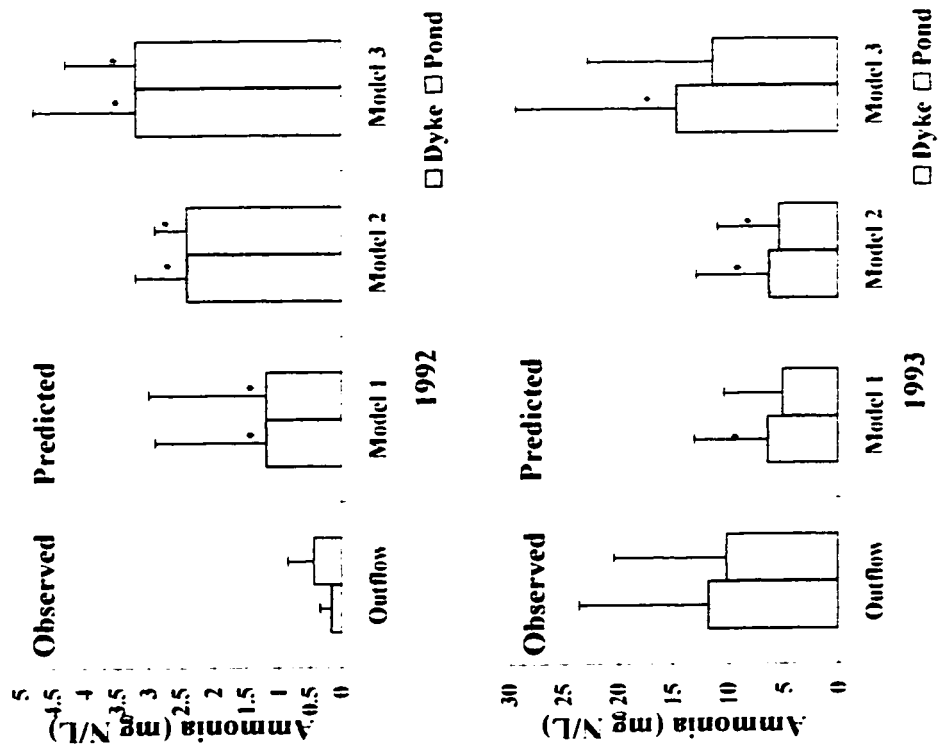 Ammonia (mg N/L)
5
4.5
4
3.5
3
2.5
2
1.5
1
0.5
0
Observed
Predicted
Outflow
Model 1
Model 2
Model 3
1992
Dyke
Pond
Ammonia (mg N/L)
30
25
20
15
10
5
0
Observed
Predicted
Outflow
Model 1
Model 2
Model 3
1993
Dyke
Pond